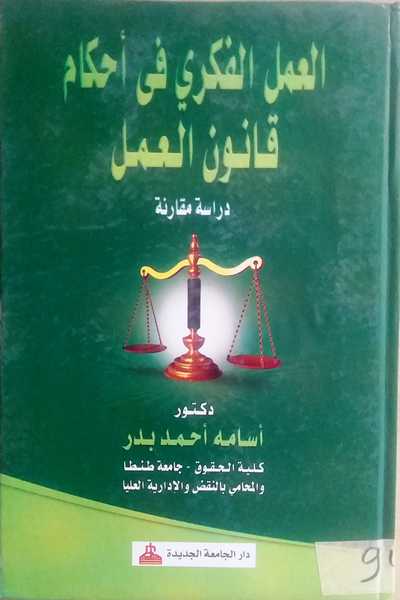 العمل الفكري فى أحكام
قانون العمل
دراسة مقارنة
دكتور
أسامه أحمد بدر
كلية الحقوق - جامعة طنطا
والمحامي بالنقض والإدارية العليا
دار الجامعة الجديدة